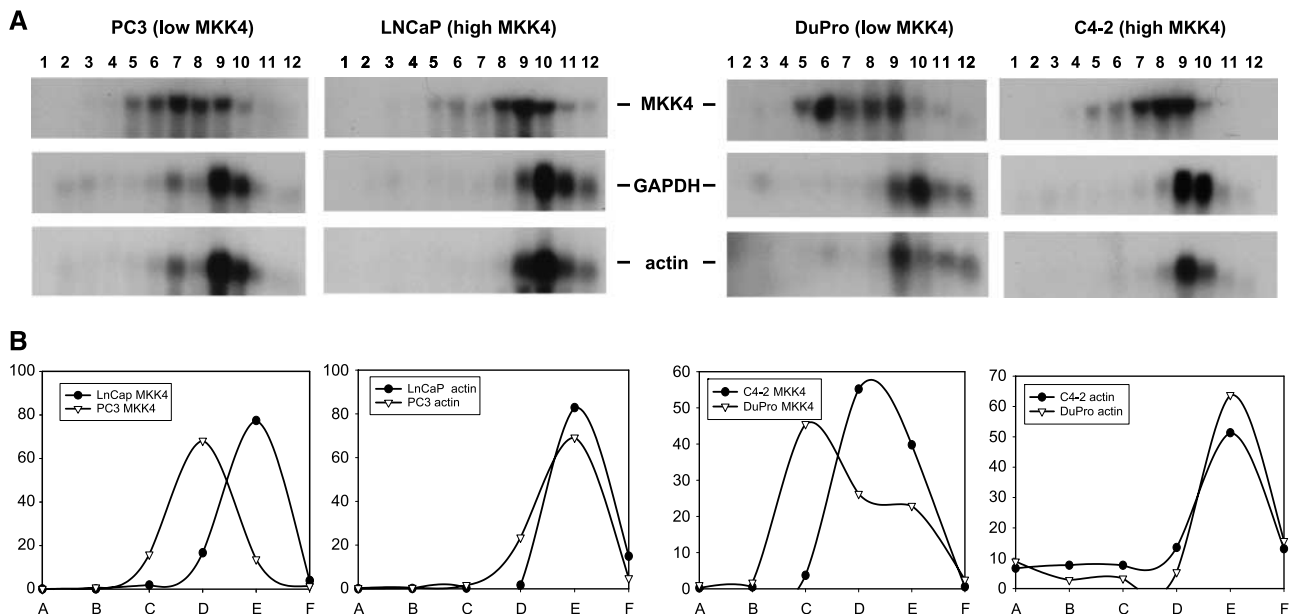 A
PC3 (low MKK4) LNCaP (high MKK4) DuPro (low MKK4) C4-2 (high MKK4)
1 2 3 4 5 6 7 8 9 10 11 12 1 2 3 4 5 6 7 8 9 10 11 12 1 2 3 4 5 6 7 8 9 10 11 12 1 2 3 4 5 6 7 8 9 10 11 12
– MKK4 –
– GAPDH –
– actin –
B
100
80
60
40
20
0
LnCap MKK4
PC3 MKK4
A B C D E F
100
80
60
40
20
0
LnCaP actin
PC3 actin
A B C D E F
60
50
40
30
20
10
0
C4-2 MKK4
DuPro MKK4
A B C D E F
70
60
50
40
30
20
10
0
C4-2 actin
DuPro actin
A B C D E F